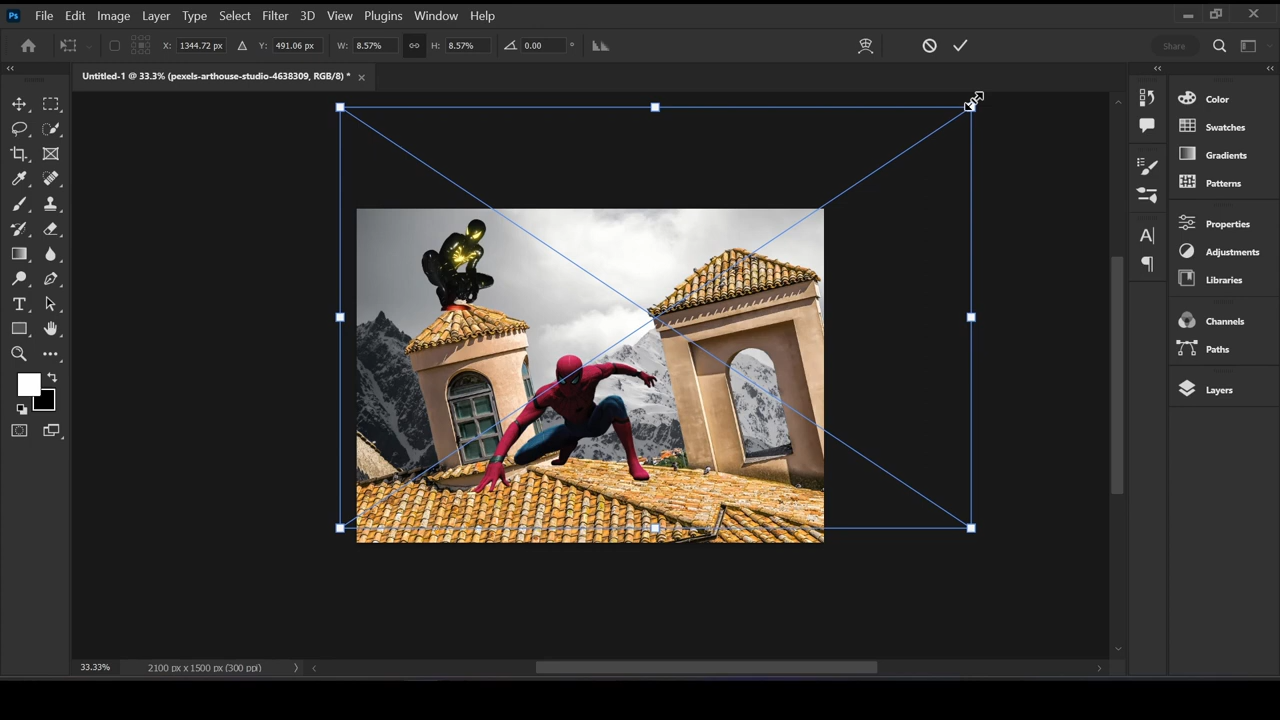 Ps File Edit Image Layer Type Select Filter 3D View Plugins Window Help
X: 1344.72 px Y: 491.06 px W: 8.57% H: 8.57% 0.00 ° Share
Untitled-1 @ 33.3% (pexels-arthouse-studio-4638309, RGB/8) *
Color
Swatches
Gradients
Patterns
Properties
Adjustments
Libraries
Channels
Paths
Layers
33.33% 2100 px x 1500 px (300 ppi)